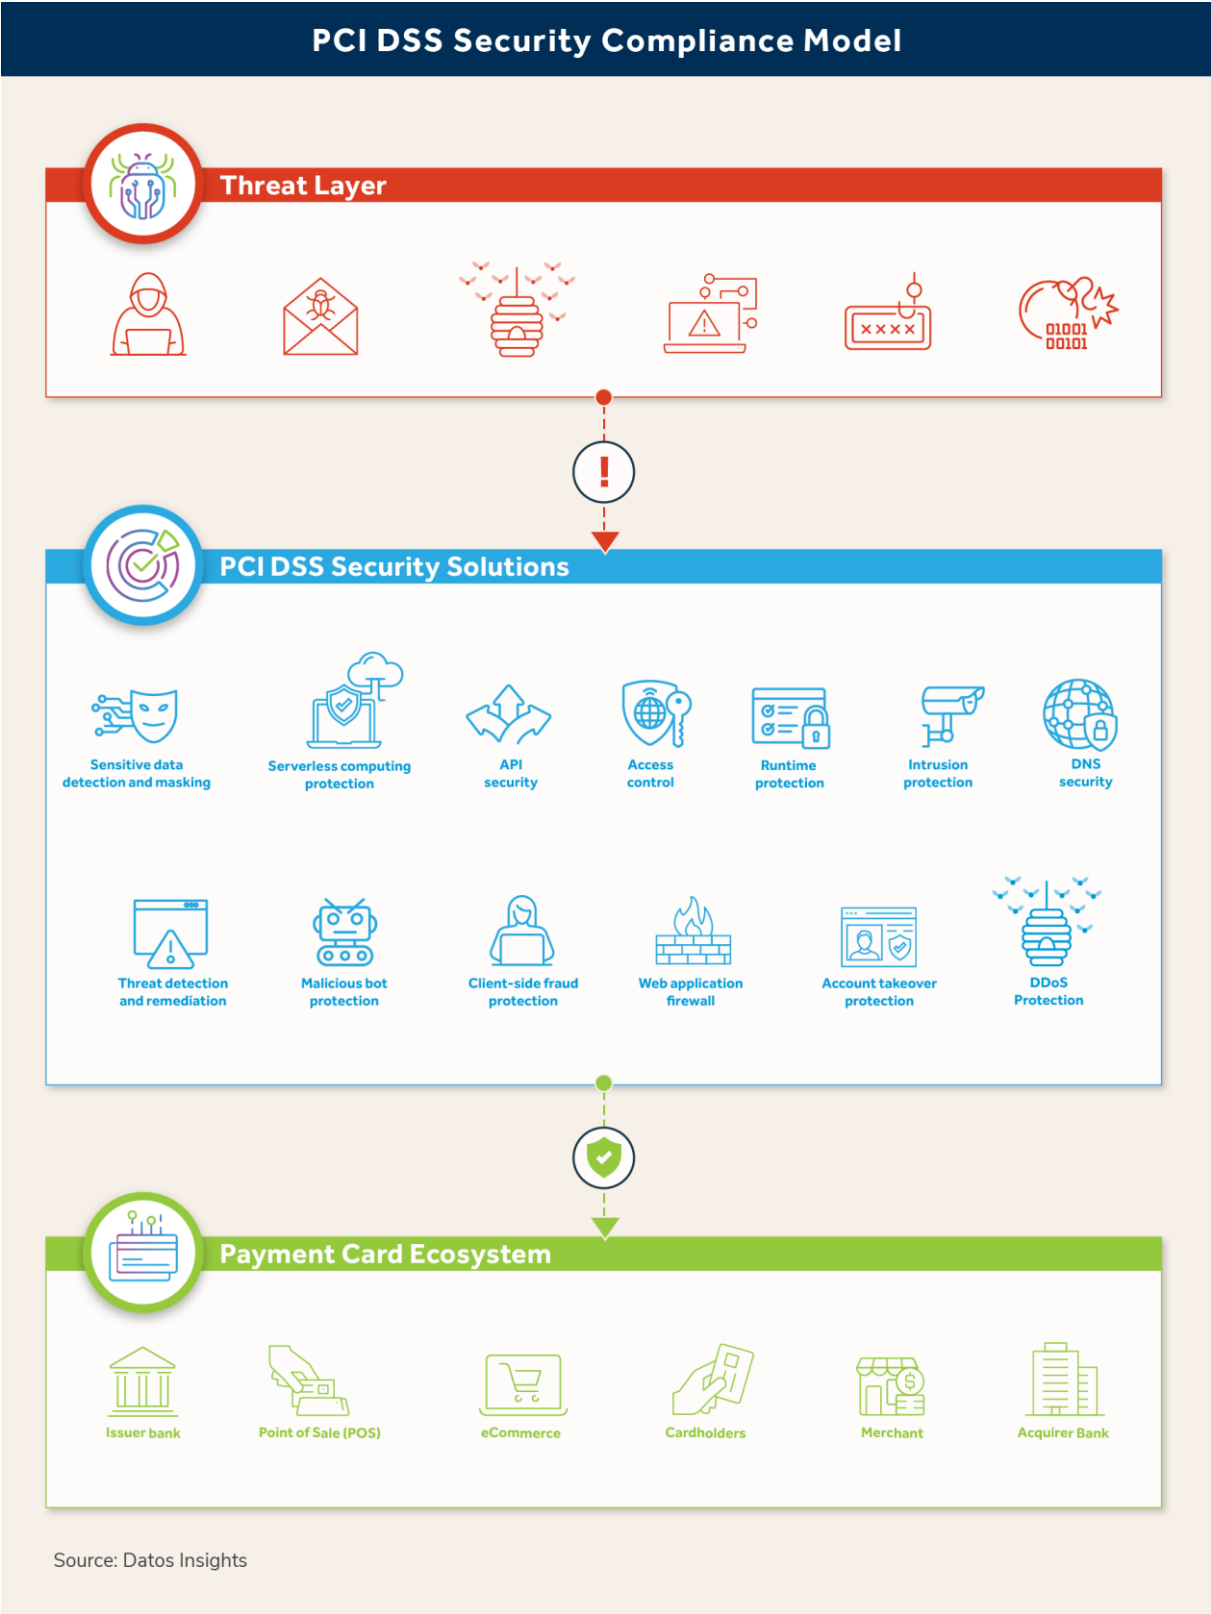 PCI DSS Security Compliance Model
Threat Layer
××××
01001
00101
!
PCI DSS Security Solutions
Sensitive data
detection and masking
Serverless computing
protection
API
security
Access
control
Runtime
protection
Intrusion
protection
DNS
security
Threat detection
and remediation
Malicious bot
protection
Client-side fraud
protection
Web application
firewall
Account takeover
protection
DDoS
Protection
Payment Card Ecosystem
Issuer bank
Point of Sale (POS)
eCommerce
Cardholders
$
Merchant
Acquirer Bank
Source: Datos Insights